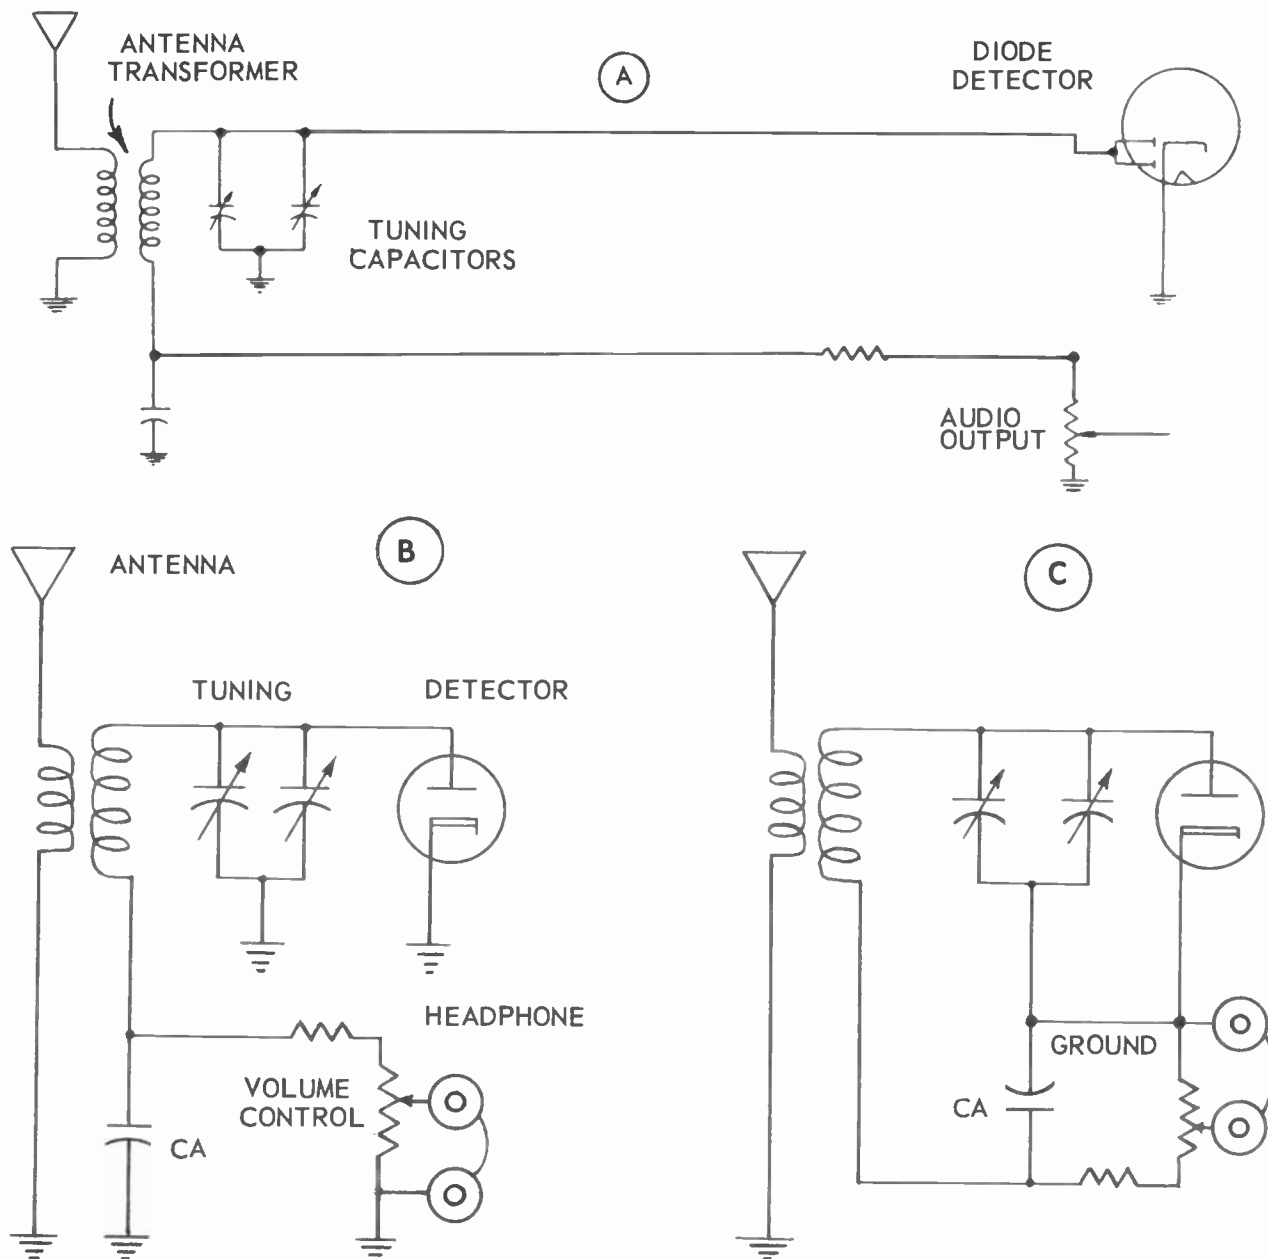 ANTENNA
TRANSFORMER
A
DIODE
DETECTOR
TUNING
CAPACITORS
AUDIO
OUTPUT
B
ANTENNA
TUNING
DETECTOR
HEADPHONE
VOLUME
CONTROL
CA
C
GROUND
CA